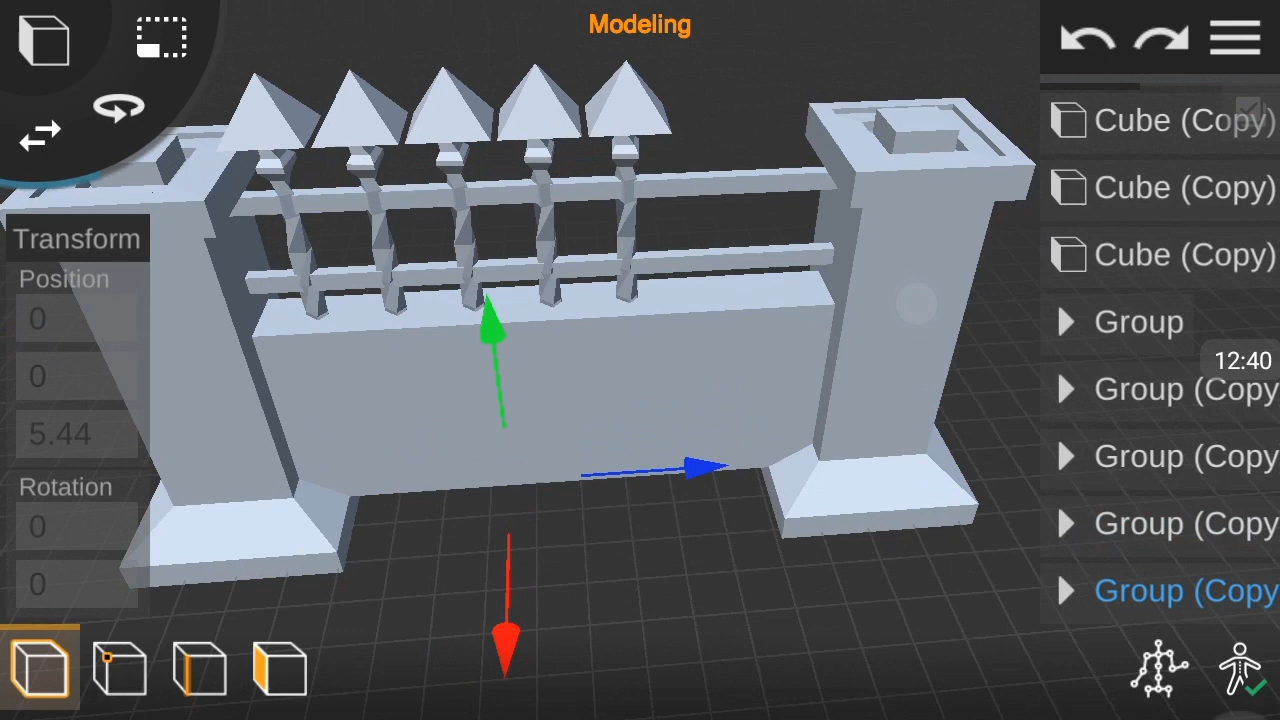 Modeling
Cube (Copy)
Cube (Copy)
Cube (Copy)
Group
12:40
Group (Copy
Group (Copy
Group (Copy
Group (Copy
Transform
Position
0
0
5.44
Rotation
0
0